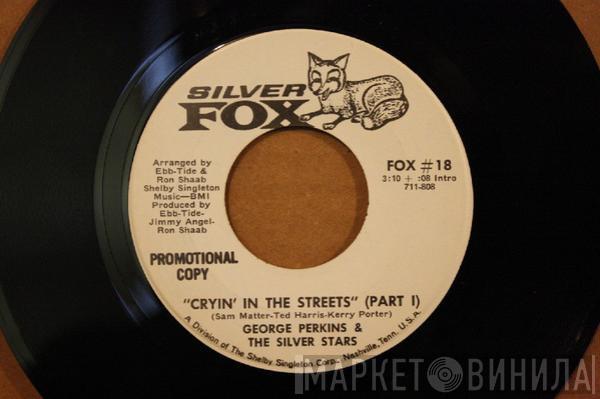 SILVER
FOX
Arranged by
Ebb-Tide &
Ron Shaab
Shelby Singleton
Music—BMI
Produced by
Ebb-Tide-
Jimmy Angel-
Ron Shaab
FOX #18
3:10 + :08 Intro
711-808
PROMOTIONAL
COPY
"CRYIN' IN THE STREETS" (PART I)
(Sam Matter-Ted Harris-Kerry Porter)
GEORGE PERKINS &
THE SILVER STARS
A Division of The Shelby Singleton Corp. Nashville, Tenn. U.S.A.
МАРКЕТ ВИНИЛА